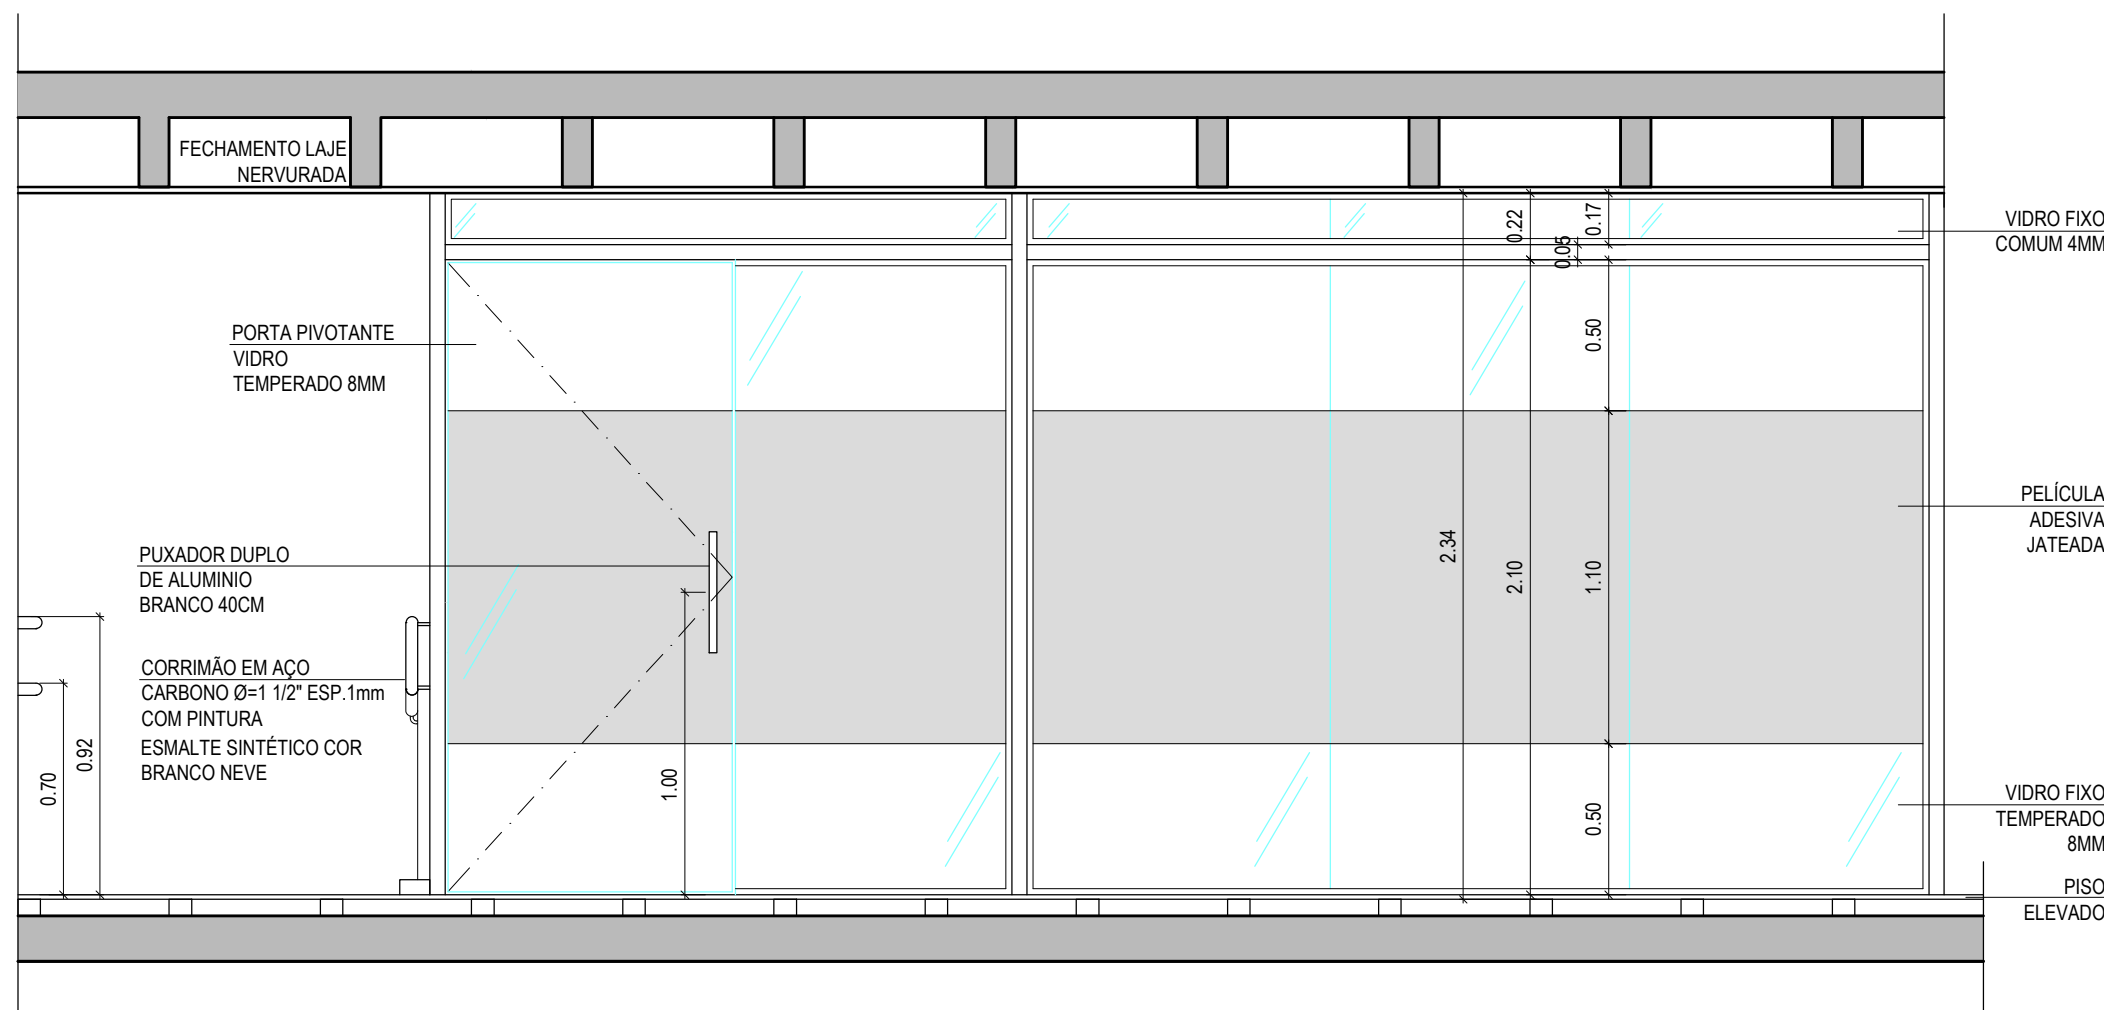 FECHAMENTO LAJE
NERVURADA
0.22
0.17
0.05
VIDRO FIXO
COMUM 4MM
PORTA PIVOTANTE
VIDRO
TEMPERADO 8MM
0.50
PELÍCULA
ADESIVA
JATEADA
PUXADOR DUPLO
DE ALUMINIO
BRANCO 40CM
2.34
2.10
1.10
CORRIMÃO EM AÇO
CARBONO Ø=1 1/2" ESP.1mm
COM PINTURA
ESMALTE SINTÉTICO COR
BRANCO NEVE
0.70
0.92
1.00
0.50
VIDRO FIXO
TEMPERADO
8MM
PISO
ELEVADO